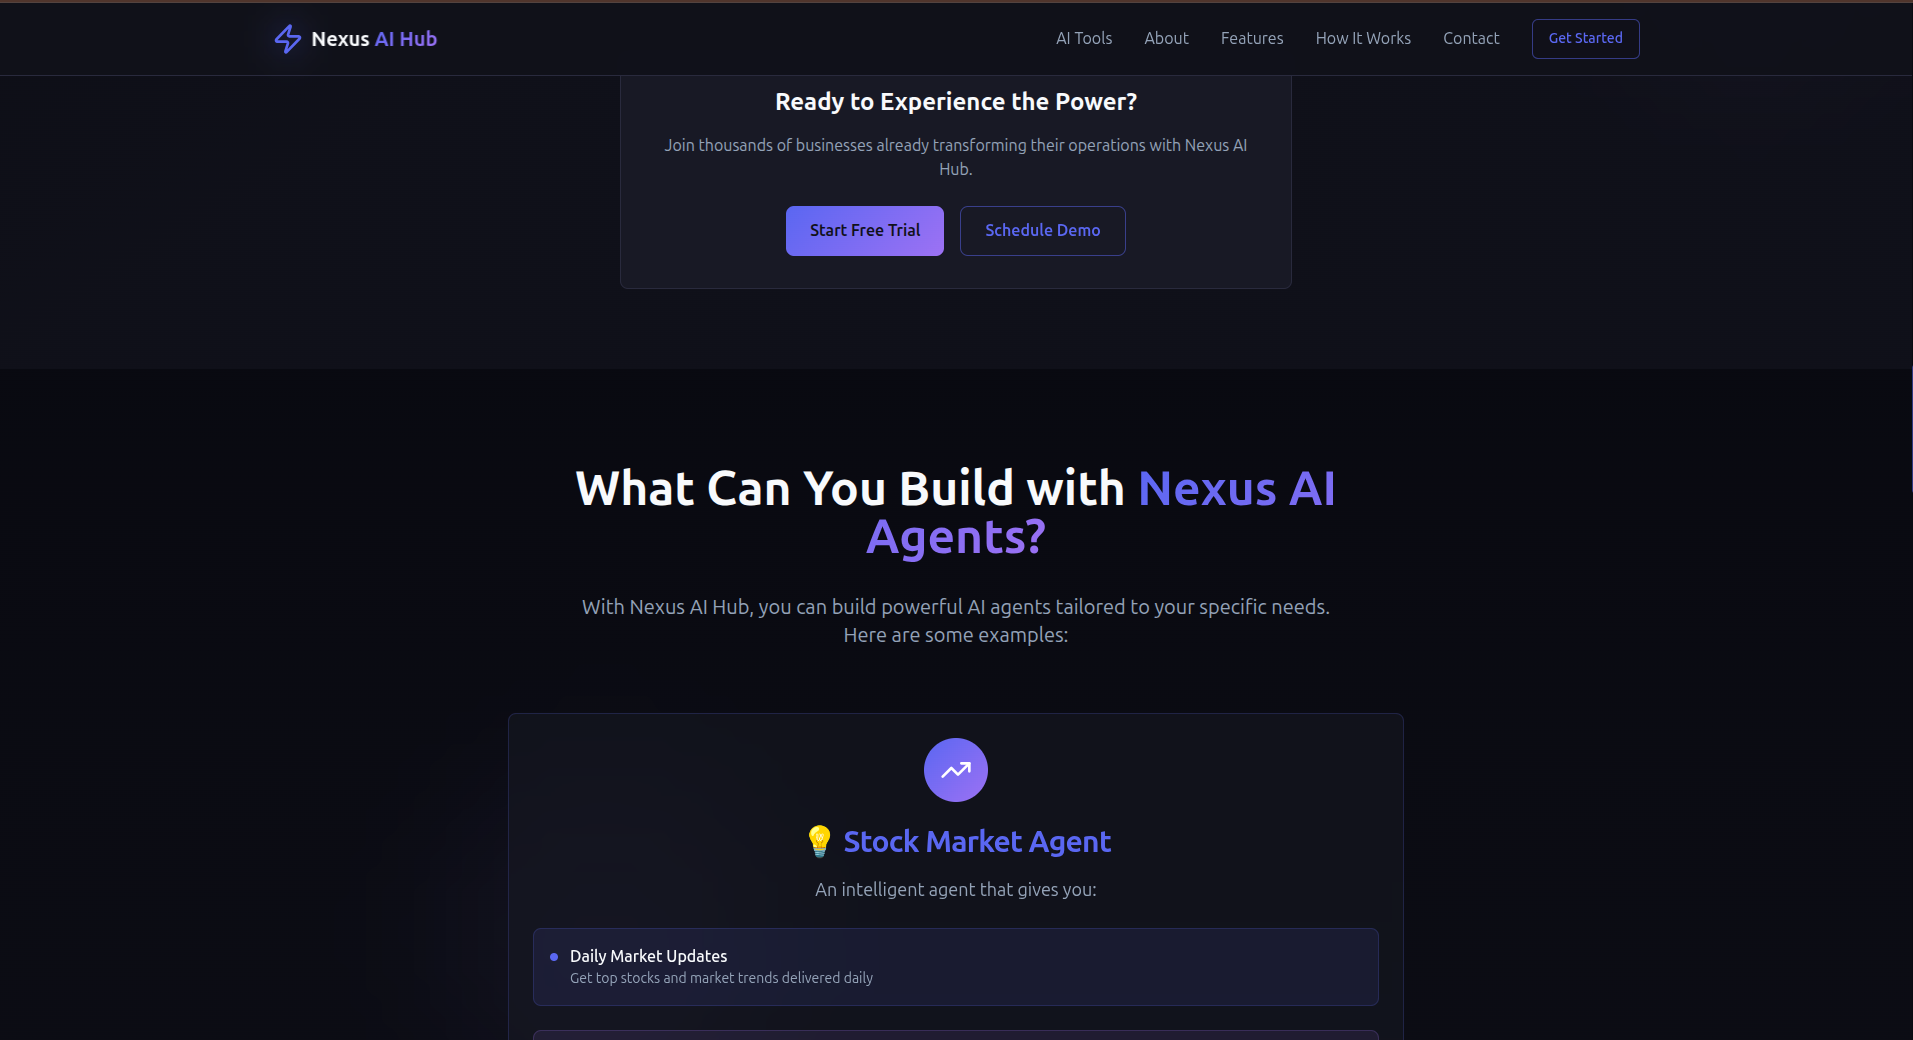 Nexus AI Hub
AI Tools
About
Features
How It Works
Contact
Get Started
Ready to Experience the Power?
Join thousands of businesses already transforming their operations with Nexus AI
Hub.
Start Free Trial
Schedule Demo
What Can You Build with Nexus AI
Agents?
With Nexus AI Hub, you can build powerful AI agents tailored to your specific needs.
Here are some examples:
💡 Stock Market Agent
An intelligent agent that gives you:
Daily Market Updates
Get top stocks and market trends delivered daily